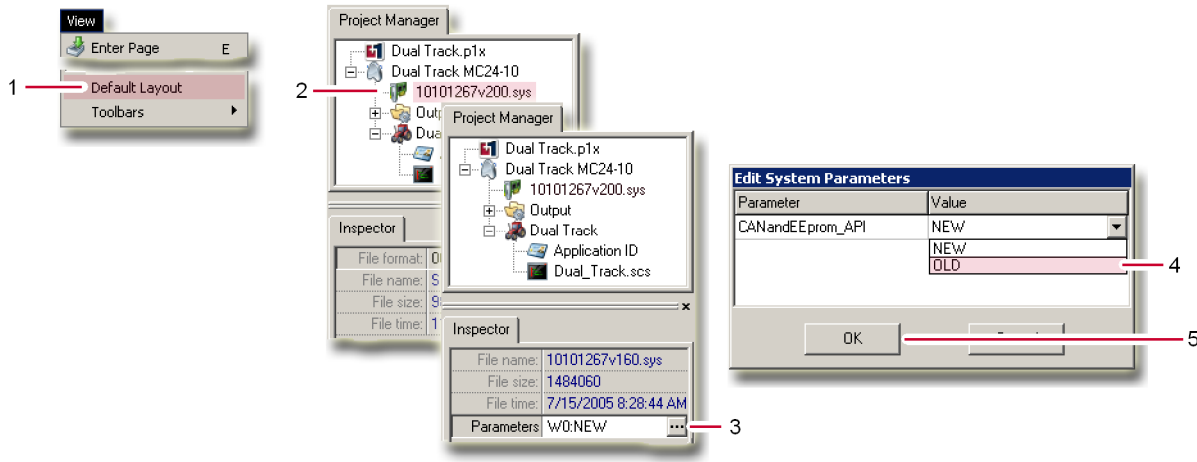 View
Enter Page E
1
Default Layout
Toolbars
Project Manager
Dual Track.p1x
Dual Track MC24-10
2
10101267v200.sys
Inspector
File format:
File name:
File size:
File time:
Project Manager
Dual Track.p1x
Dual Track MC24-10
10101267v200.sys
Output
Dual Track
Application ID
Dual_Track.scs
Inspector
File name: 10101267v160.sys
File size: 1484060
File time: 7/15/2005 8:28:44 AM
Parameters W0:NEW ...
3
Edit System Parameters
Parameter Value
CANandEEprom_API NEW
NEW
OLD
4
OK
5